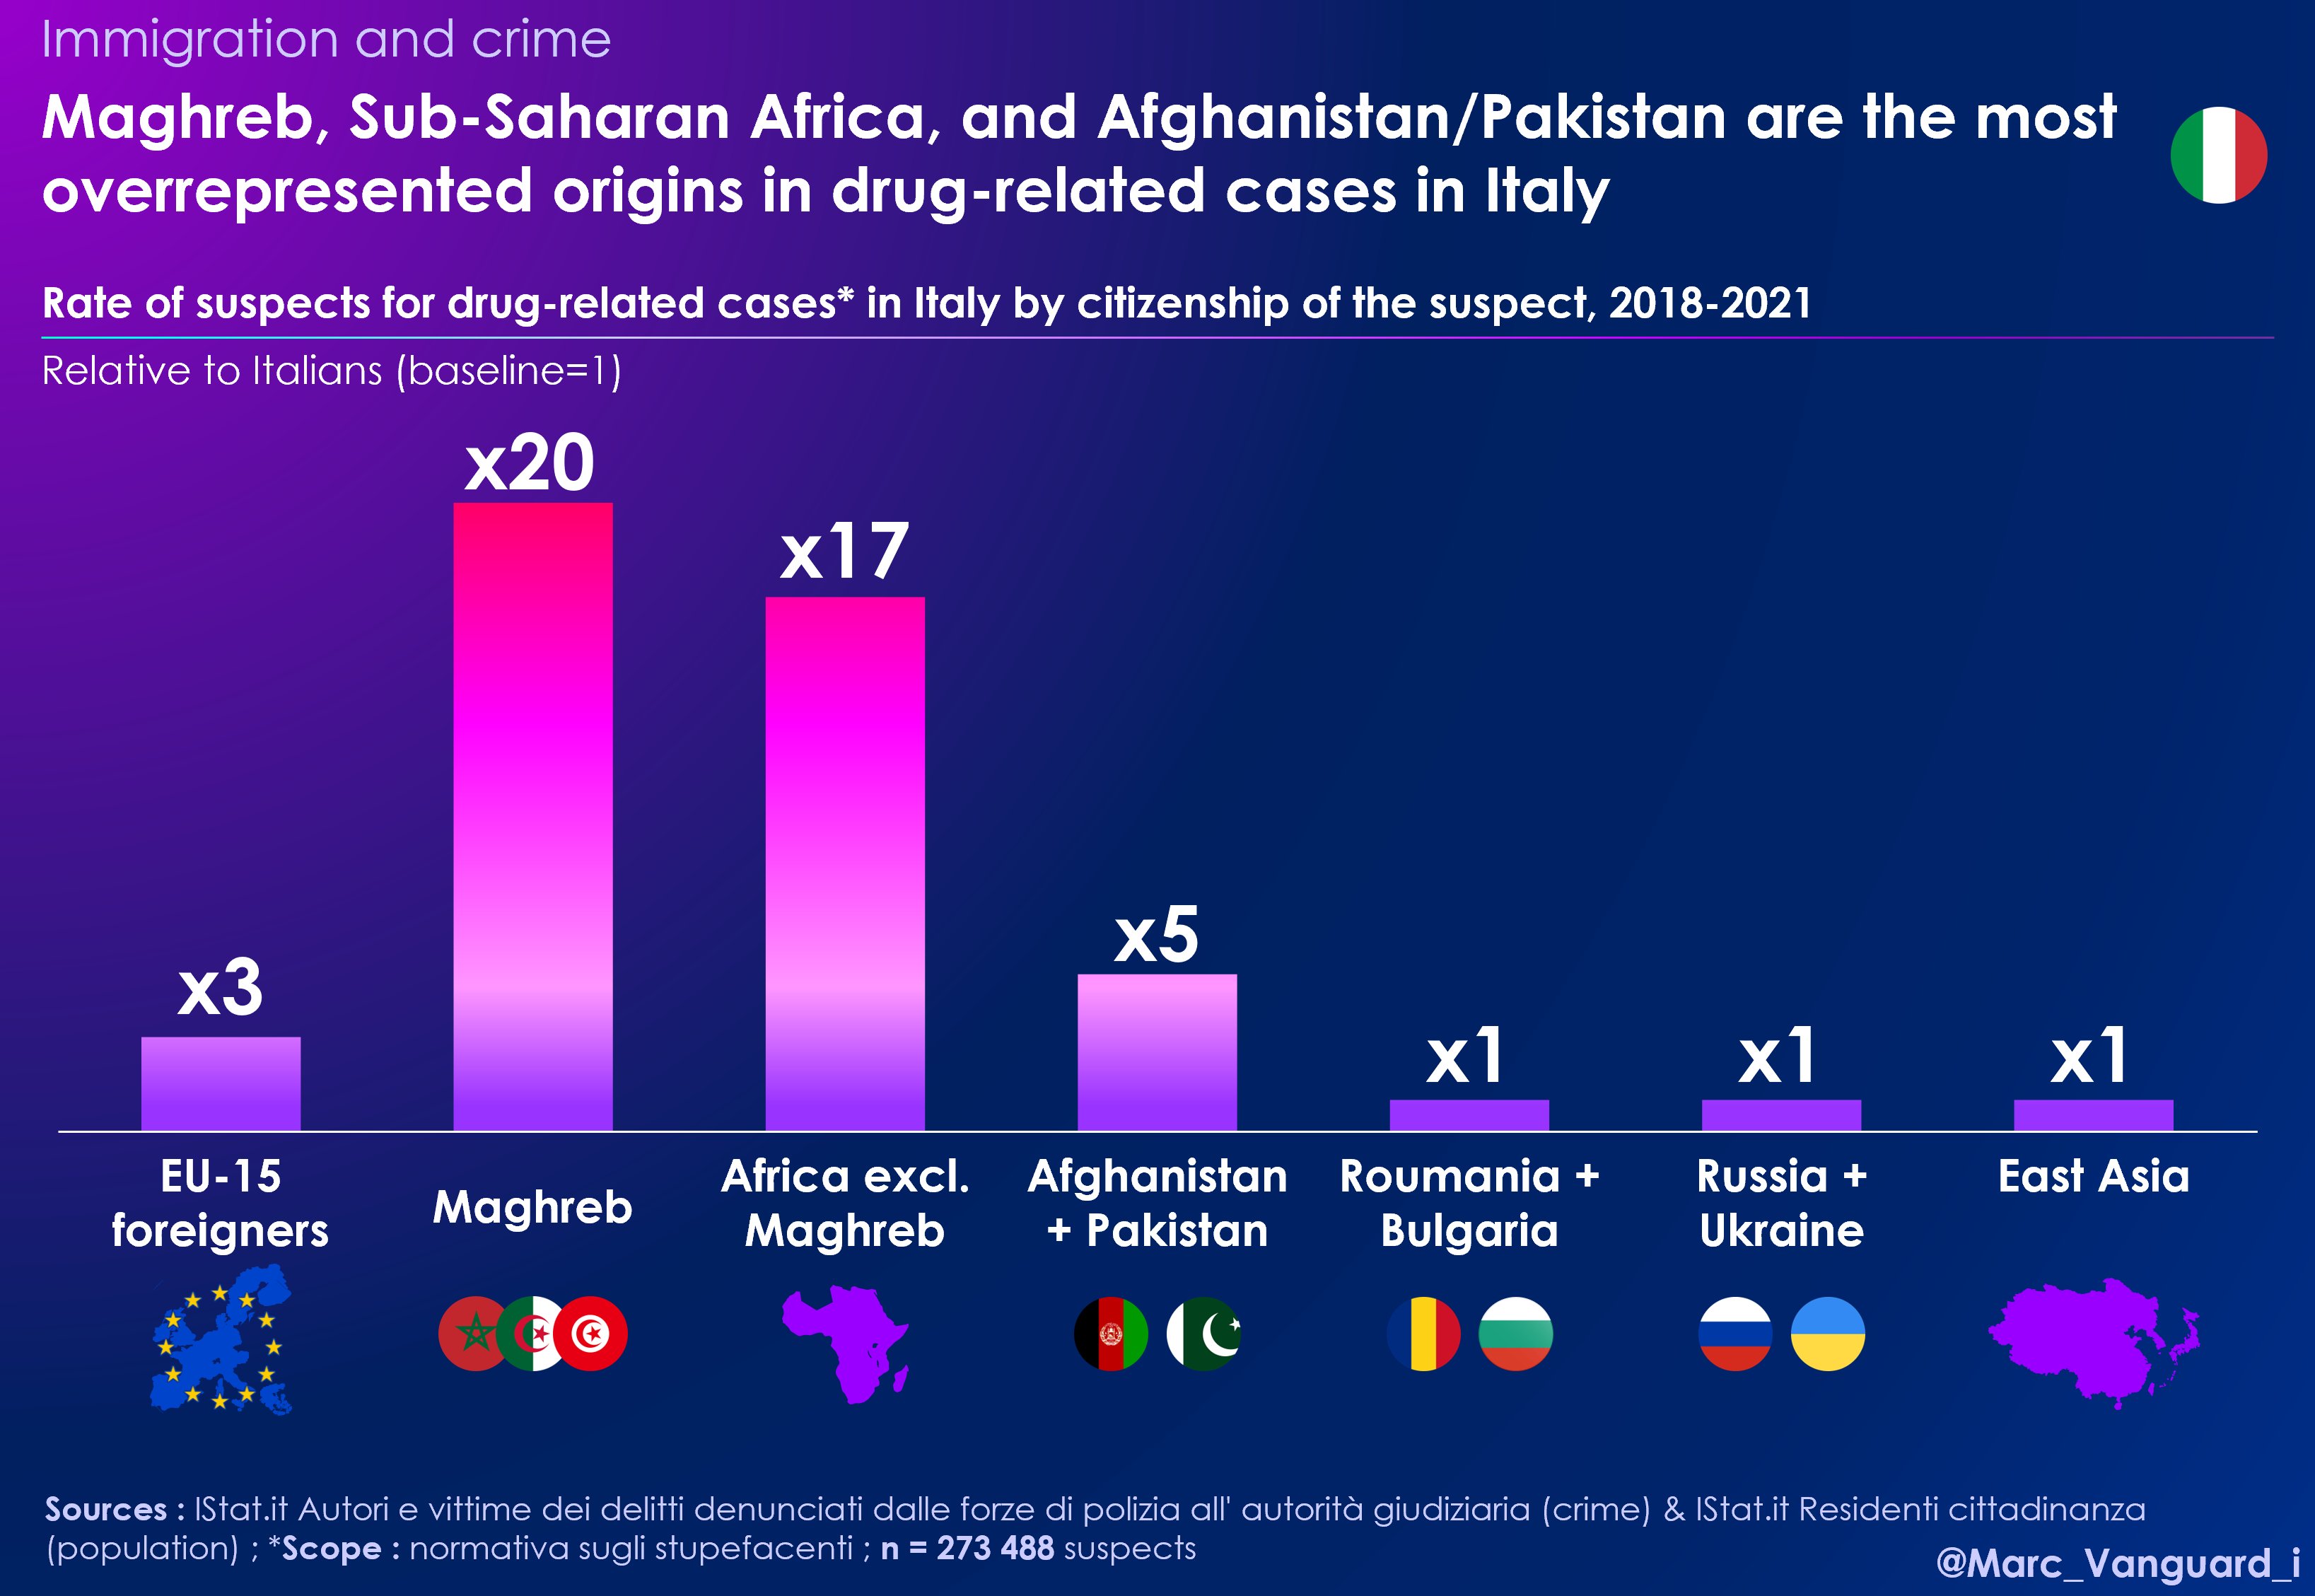 Immigration and crime
Maghreb, Sub-Saharan Africa, and Afghanistan/Pakistan are the most
overrepresented origins in drug-related cases in Italy
Rate of suspects for drug-related cases* in Italy by citizenship of the suspect, 2018-2021
Relative to Italians (baseline=1)
x3
x20
x17
x5
x1
x1
x1
EU-15
foreigners
Maghreb
Africa excl.
Maghreb
Afghanistan
+ Pakistan
Roumania +
Bulgaria
Russia +
Ukraine
East Asia
Sources : IStat.it Autori e vittime dei delitti denunciati dalle forze di polizia all' autorità giudiziaria (crime) & IStat.it Residenti cittadinanza
(population) ; *Scope : normativa sugli stupefacenti ; n = 273 488 suspects
@Marc_Vanguard_i